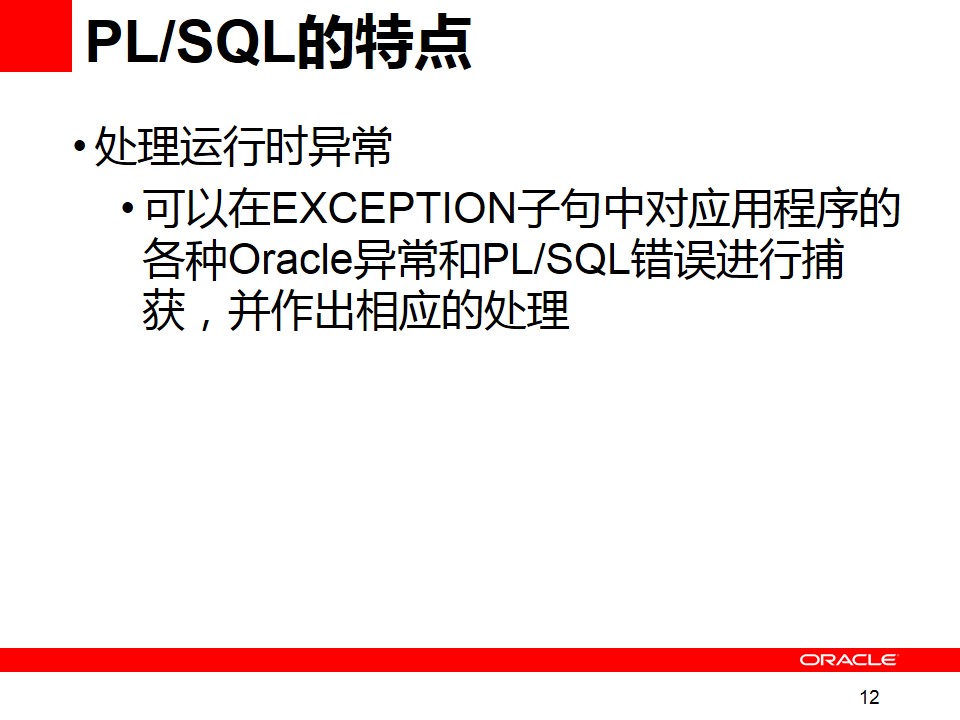 PL/SQL的特点
•处理运行时异常
•可以在EXCEPTION子句中对应用程序的
各种Oracle异常和PL/SQL错误进行捕
获，并作出相应的处理
ORACLE
12